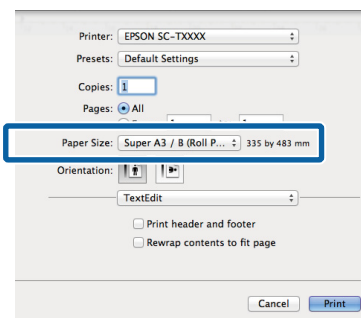 Printer: EPSON SC-TXXXX
Presets: Default Settings
Copies: 1
Pages: All
Paper Size: Super A3 / B (Roll P... 335 by 483 mm
Orientation:
TextEdit
Print header and footer
Rewrap contents to fit page
Cancel Print